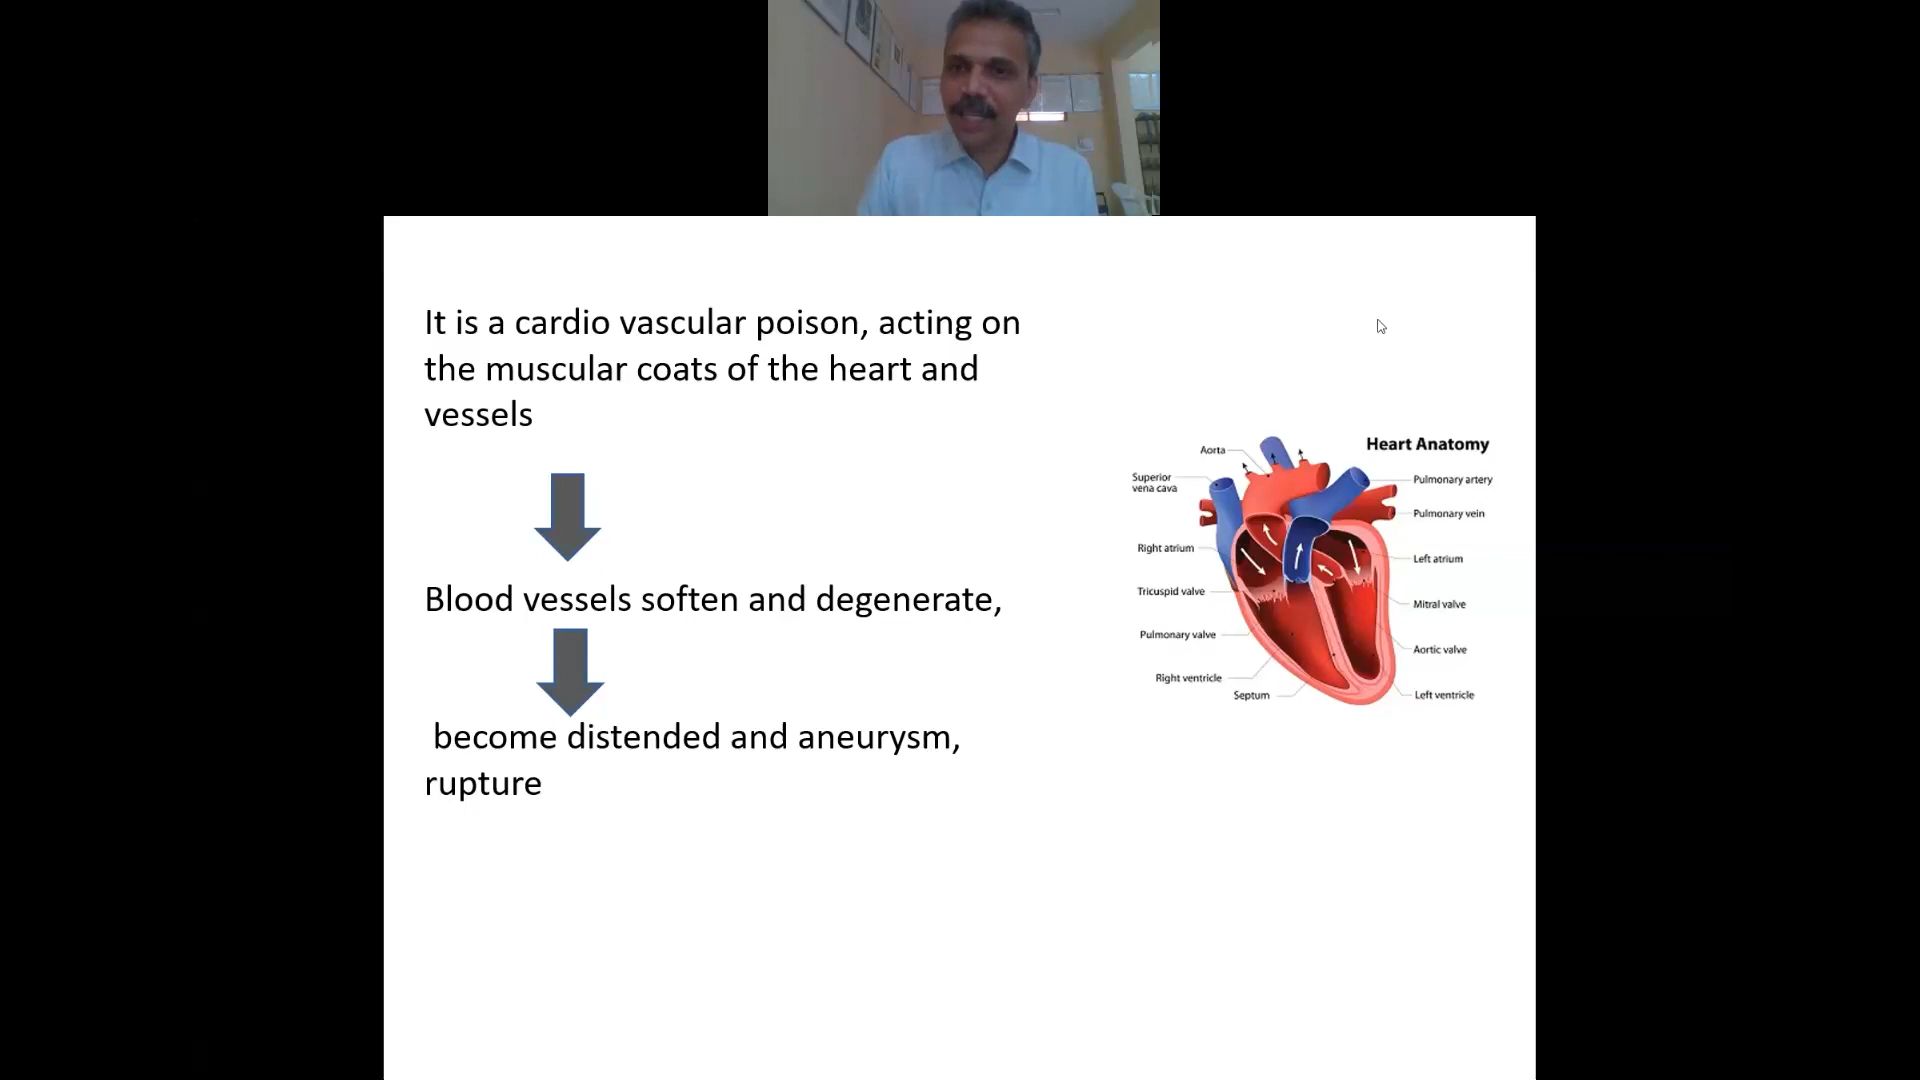 It is a cardio vascular poison, acting on
the muscular coats of the heart and
vessels
Blood vessels soften and degenerate,
become distended and aneurysm,
rupture
Heart Anatomy
Aorta
Superior
vena cava
Right atrium
Tricuspid valve
Pulmonary valve
Right ventricle
Septum
Pulmonary artery
Pulmonary vein
Left atrium
Mitral valve
Aortic valve
Left ventricle